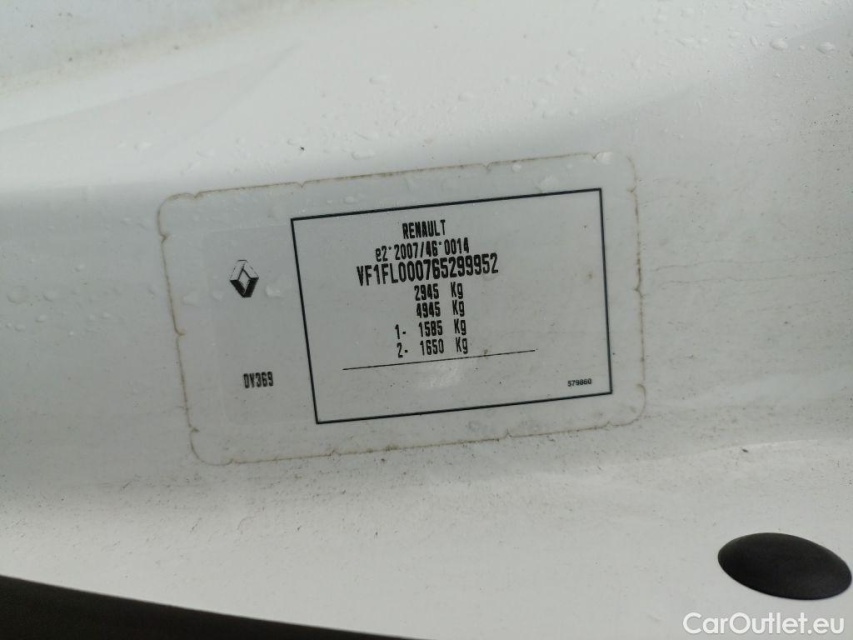 RENAULT
e2*2007/46*0014
VF1FL000765299952
2945 Kg
4945 Kg
1- 1585 Kg
2- 1650 Kg
DV369
579860
CarOutlet.eu